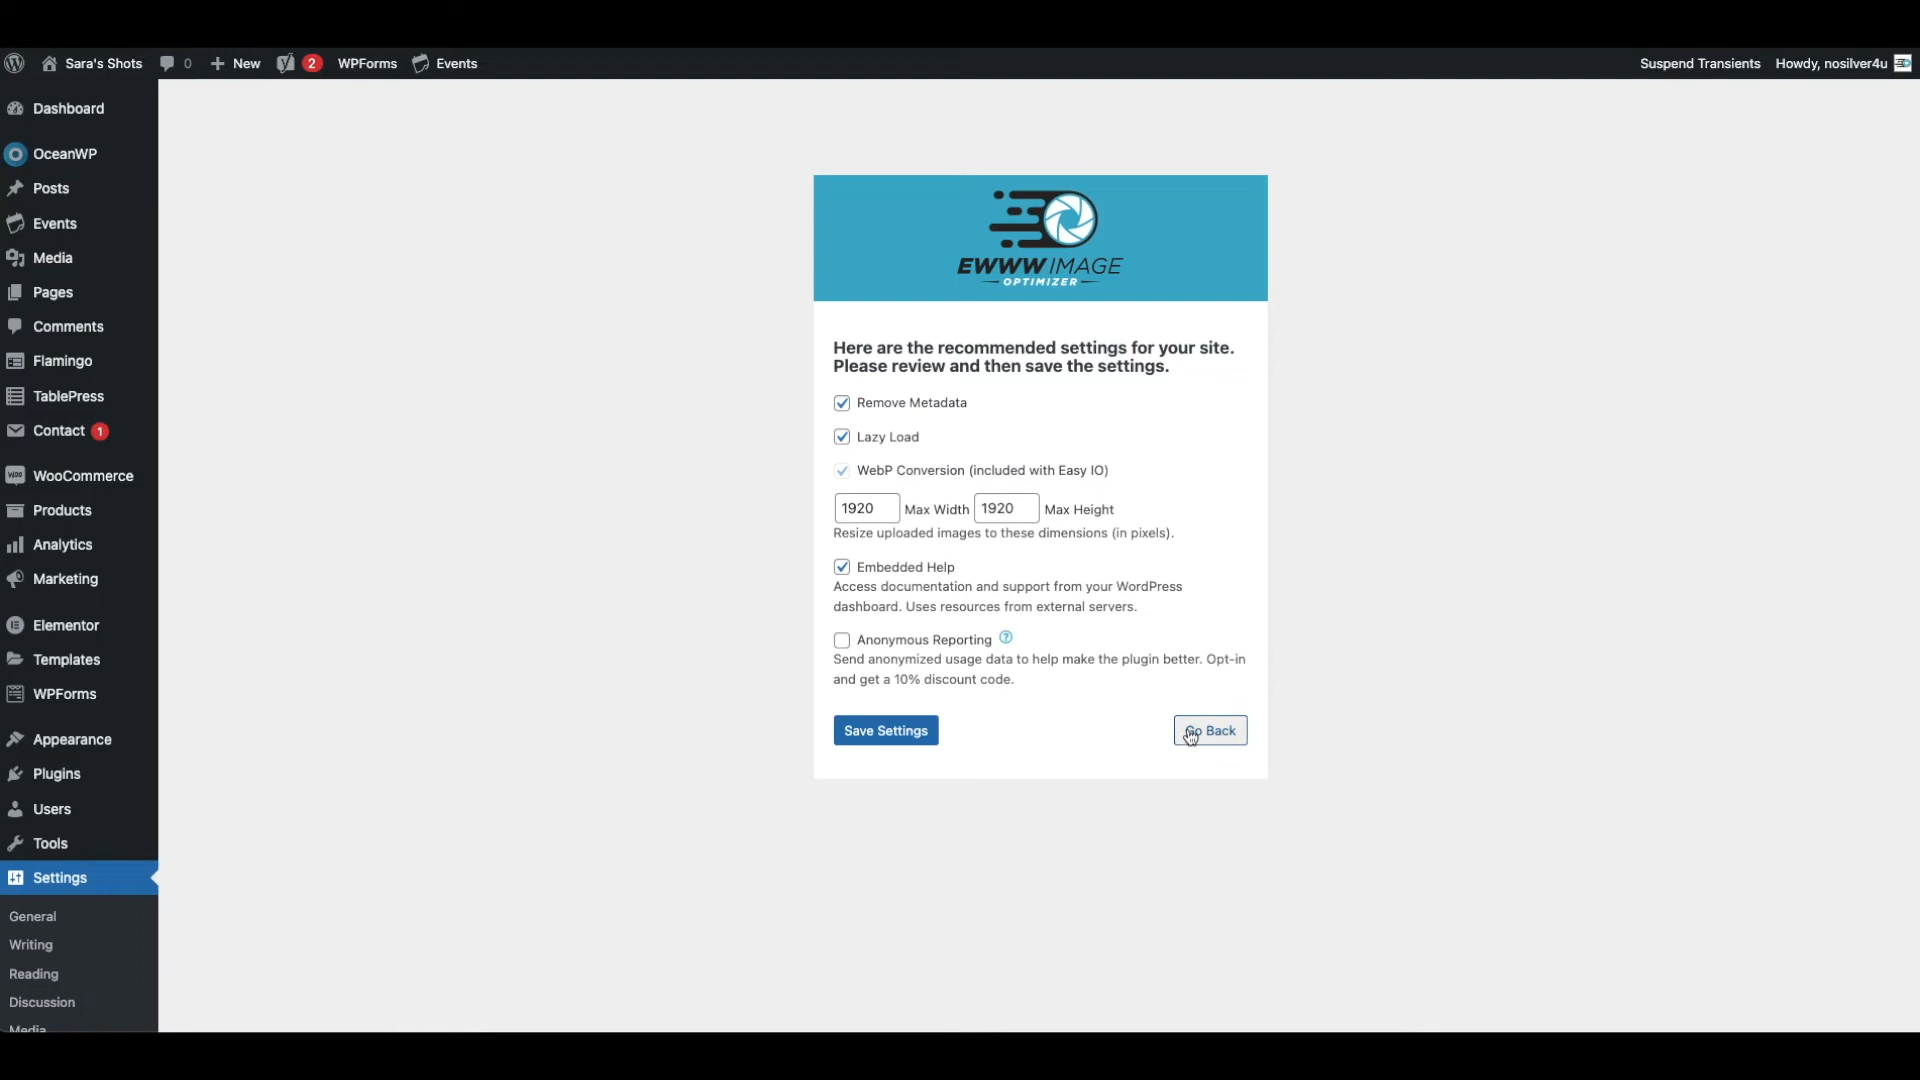 Sara's Shots 0 New 2 WPForms Events Suspend Transients Howdy, nosilver4u
Dashboard
OceanWP
Posts
Events
Media
Pages
Comments
Flamingo
TablePress
Contact 1
WooCommerce
Products
Analytics
Marketing
Elementor
Templates
WPForms
Appearance
Plugins
Users
Tools
Settings
General
Writing
Reading
Discussion
Media
EWWW IMAGE
OPTIMIZER
Here are the recommended settings for your site.
Please review and then save the settings.
Remove Metadata
Lazy Load
WebP Conversion (included with Easy IO)
1920 Max Width 1920 Max Height
Resize uploaded images to these dimensions (in pixels).
Embedded Help
Access documentation and support from your WordPress
dashboard. Uses resources from external servers.
Anonymous Reporting ?
Send anonymized usage data to help make the plugin better. Opt-in
and get a 10% discount code.
Save Settings Go Back